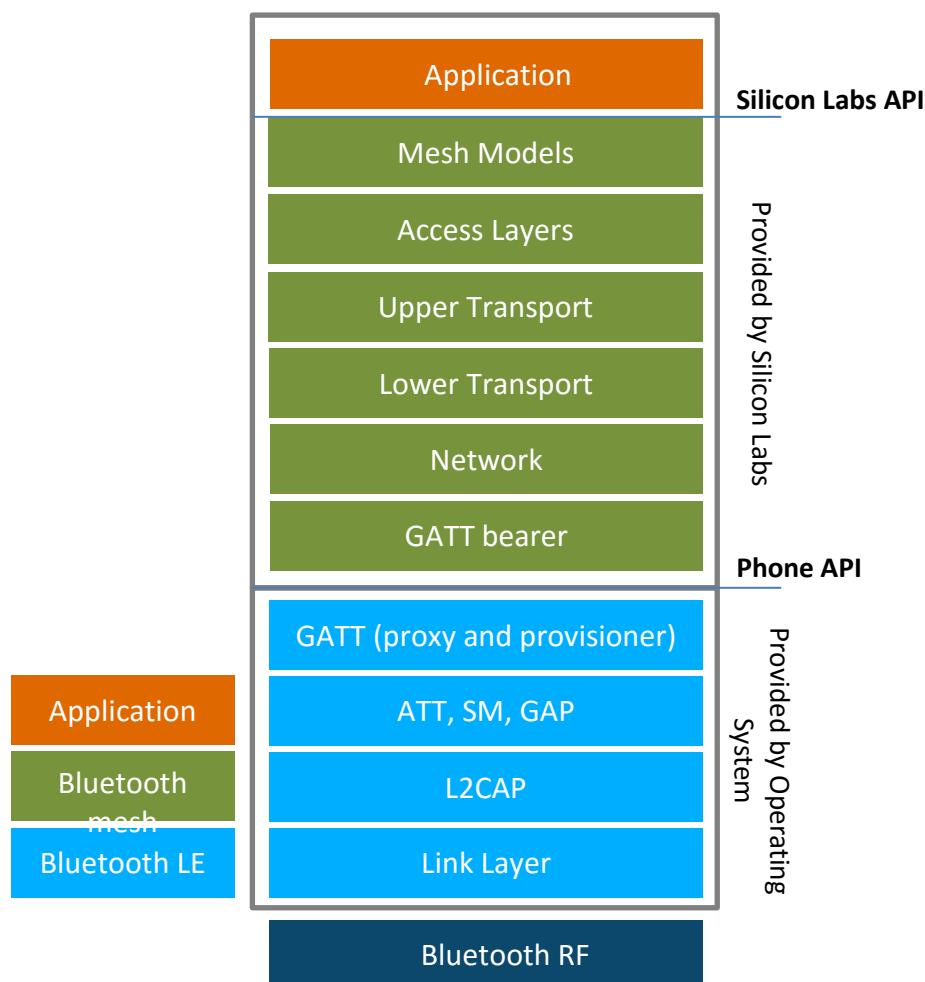 Application
Silicon Labs API
Mesh Models
Access Layers
Upper Transport
Lower Transport
Network
GATT bearer
Provided by Silicon Labs
Phone API
GATT (proxy and provisioner)
ATT, SM, GAP
L2CAP
Link Layer
Provided by Operating
System
Application
Bluetooth
mesh
Bluetooth LE
Bluetooth RF